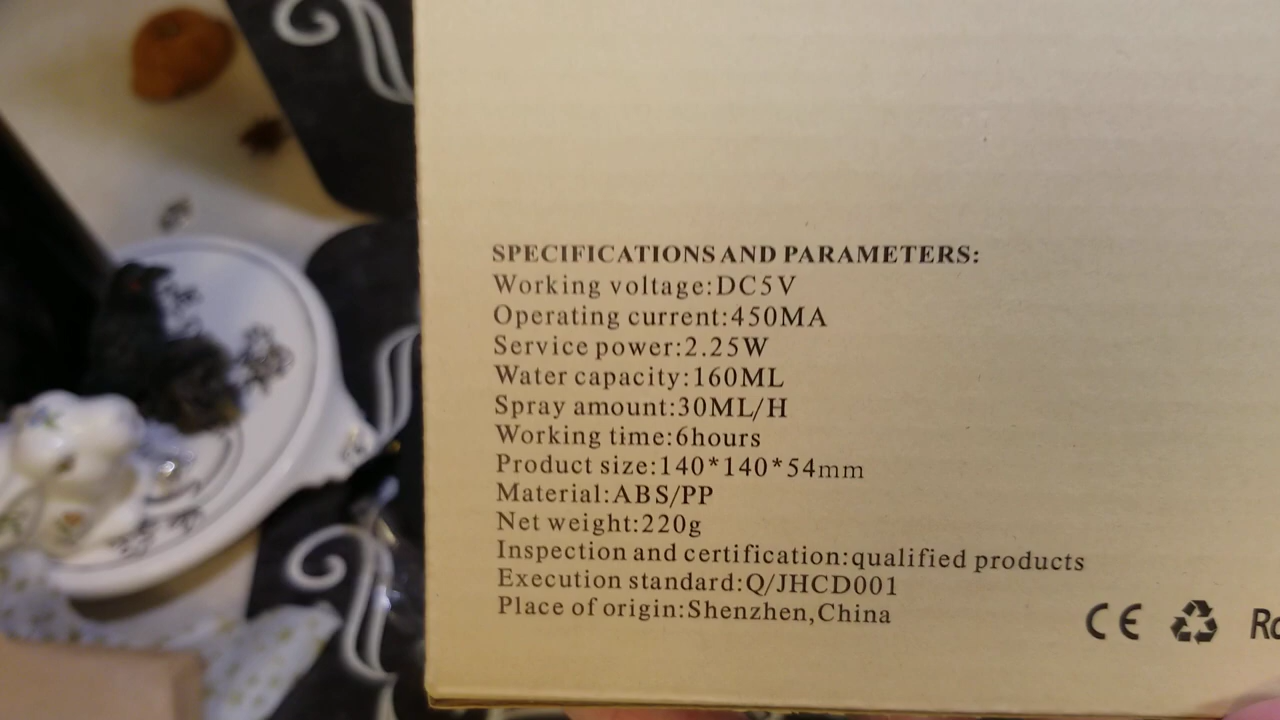 SPECIFICATIONS AND PARAMETERS:
Working voltage:DC5V
Operating current:450MA
Service power:2.25W
Water capacity:160ML
Spray amount:30ML/H
Working time:6hours
Product size:140*140*54mm
Material:ABS/PP
Net weight:220g
Inspection and certification:qualified products
Execution standard:Q/JHCD001
Place of origin:Shenzhen,China
CE